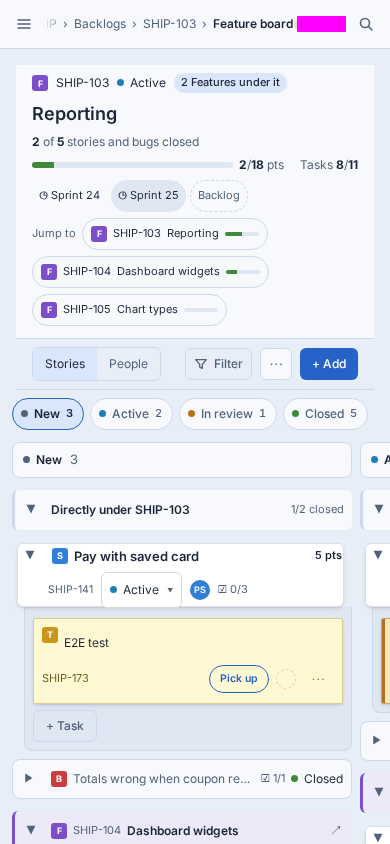 IP › Backlogs › SHIP-103 › Feature board
F SHIP-103 Active 2 Features under it
Reporting
2 of 5 stories and bugs closed
2/18 pts Tasks 8/11
Sprint 24 Sprint 25 Backlog
Jump to F SHIP-103 Reporting
F SHIP-104 Dashboard widgets
F SHIP-105 Chart types
Stories People Filter ... + Add
New 3 Active 2 In review 1 Closed 5
New 3 A
Directly under SHIP-103 1/2 closed
S Pay with saved card 5 pts
SHIP-141 Active PS 0/3
T E2E test
SHIP-173 Pick up ...
+ Task
B Totals wrong when coupon re... 1/1 Closed
F SHIP-104 Dashboard widgets ↗